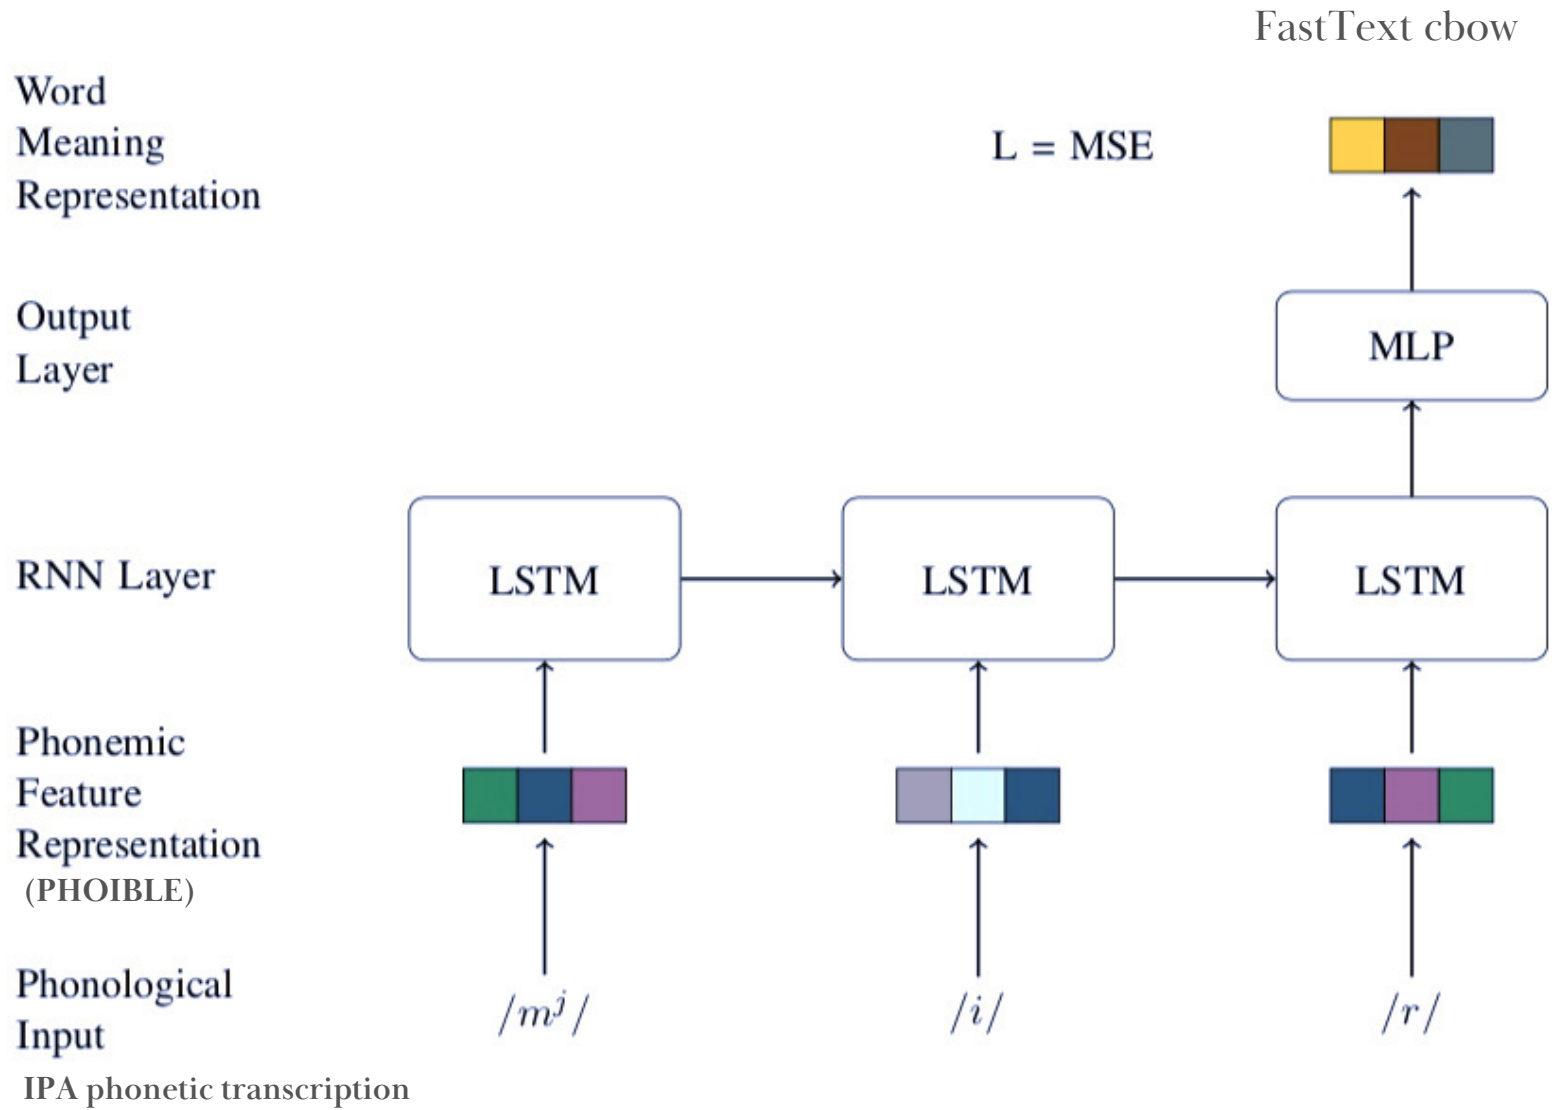 FastText cbow
Word
Meaning
Representation
L = MSE
Output
Layer
MLP
RNN Layer
LSTM
LSTM
LSTM
Phonemic
Feature
Representation
(PHOIBLE)
Phonological
Input
/mʲ/
/i/
/r/
IPA phonetic transcription